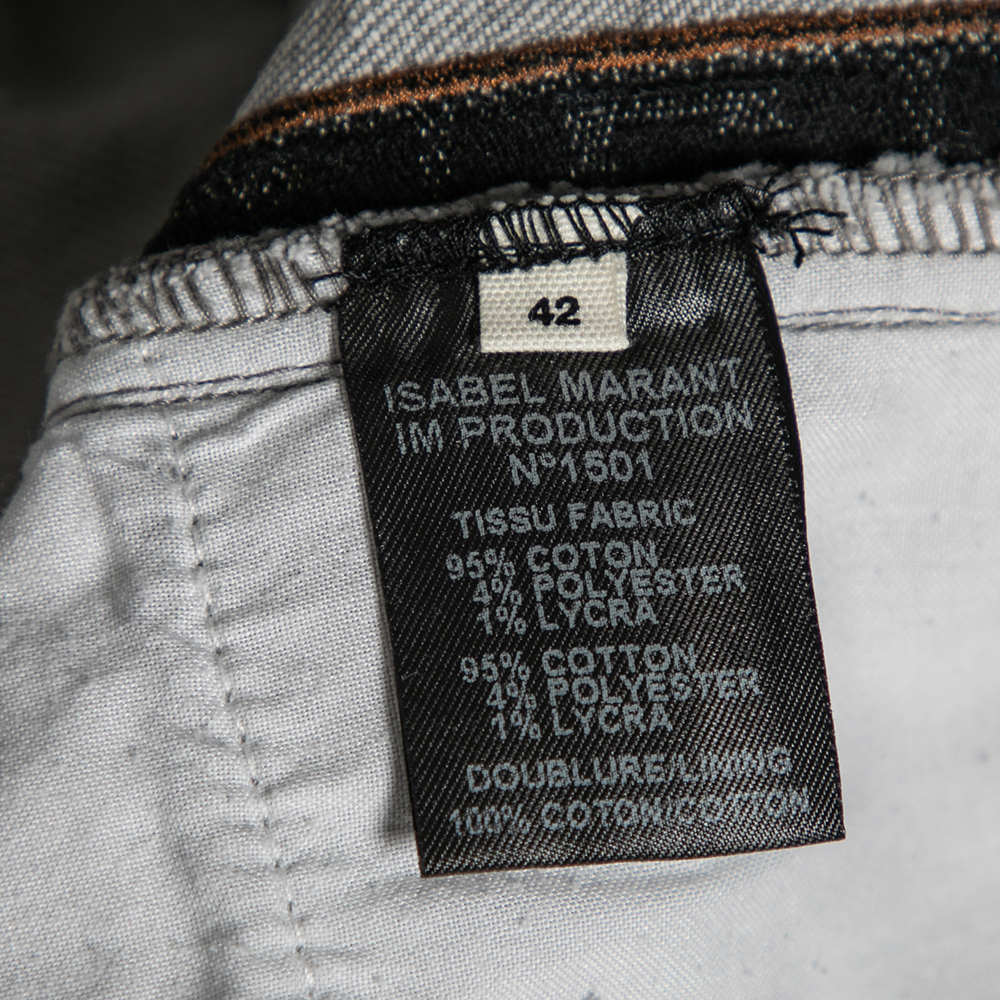 42
ISABEL MARANT
IM PRODUCTION
N°1501
TISSU FABRIC
95% COTON
4% POLYESTER
1% LYCRA
95% COTTON
4% POLYESTER
1% LYCRA
DOUBLURE/LINING
100% COTON/COTTON